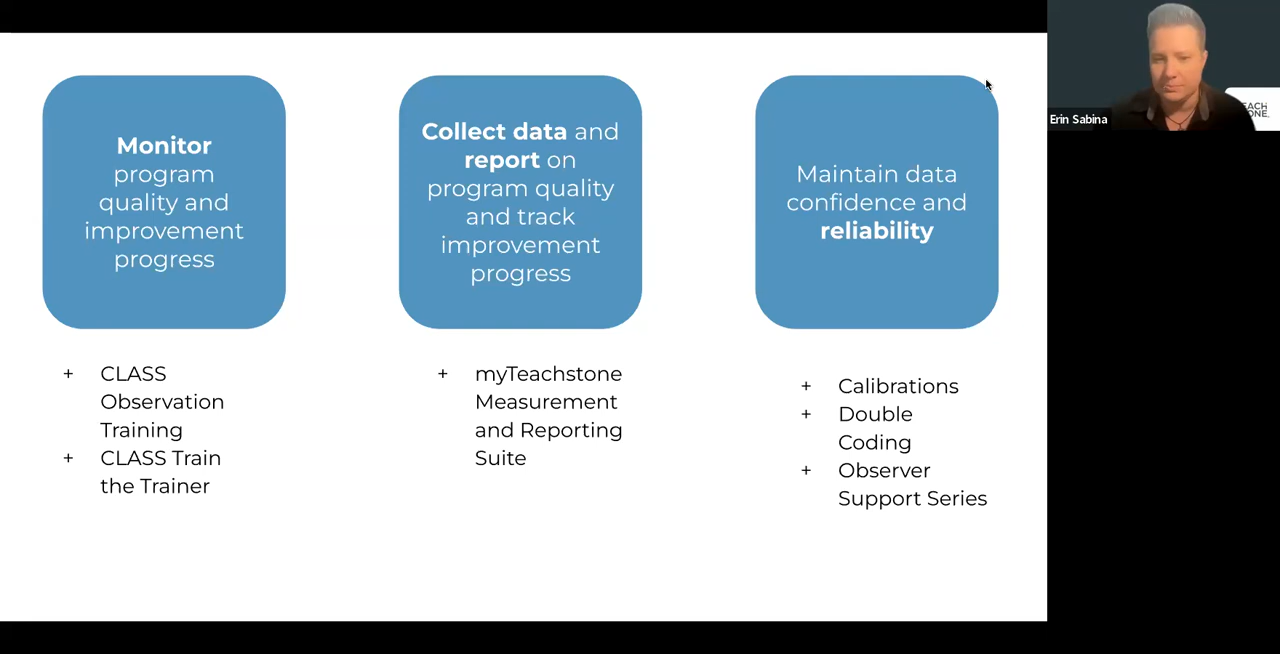 Monitor
program
quality and
improvement
progress
Collect data and
report on
program quality
and track
improvement
progress
Maintain data
confidence and
reliability
+ CLASS
Observation
Training
+ CLASS Train
the Trainer
+ myTeachstone
Measurement
and Reporting
Suite
+ Calibrations
+ Double
Coding
+ Observer
Support Series
Erin Sabina